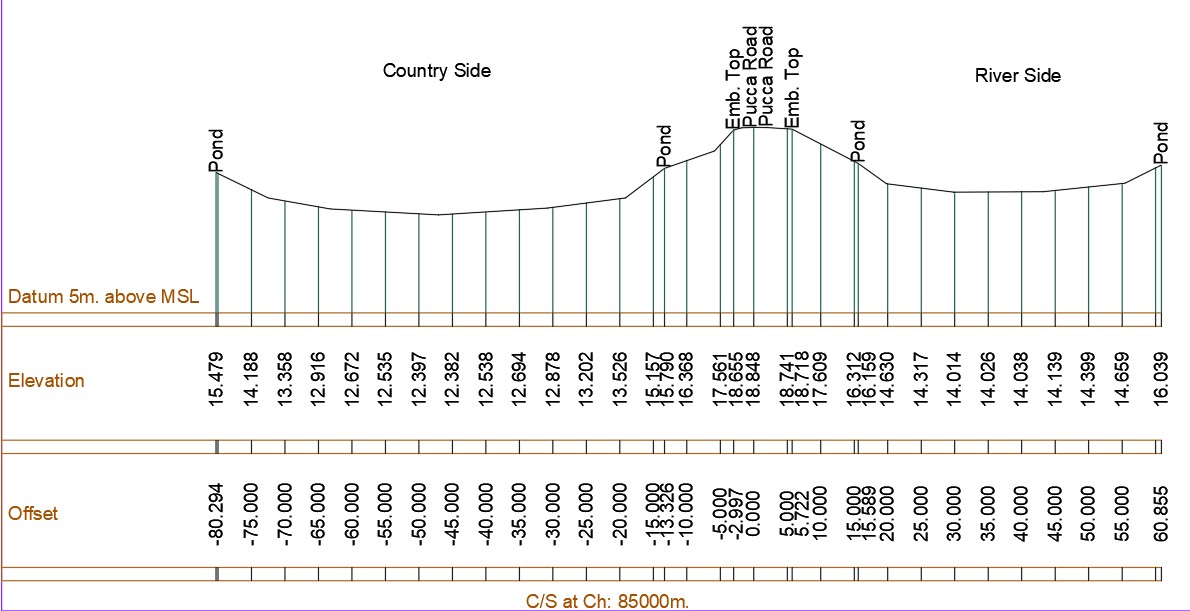 Country Side
River Side
Pond
Pond
Emb. Top
Pucca Road
Pucca Road
Emb. Top
Pond
Pond
Datum 5m. above MSL
Elevation
15.479 14.188 13.358 12.916 12.672 12.535 12.397 12.382 12.538 12.694 12.878 13.202 13.526 15.157 15.790 16.368 17.561 18.655 18.848 18.741 18.718 17.609 16.312 16.159 14.630 14.317 14.014 14.026 14.038 14.139 14.399 14.659 16.039
Offset
-80.294 -75.000 -70.000 -65.000 -60.000 -55.000 -50.000 -45.000 -40.000 -35.000 -30.000 -25.000 -20.000 -15.000 -13.326 -10.000 -5.000 -2.997 0.000 5.000 5.722 10.000 15.000 15.589 20.000 25.000 30.000 35.000 40.000 45.000 50.000 55.000 60.855
C/S at Ch: 85000m.